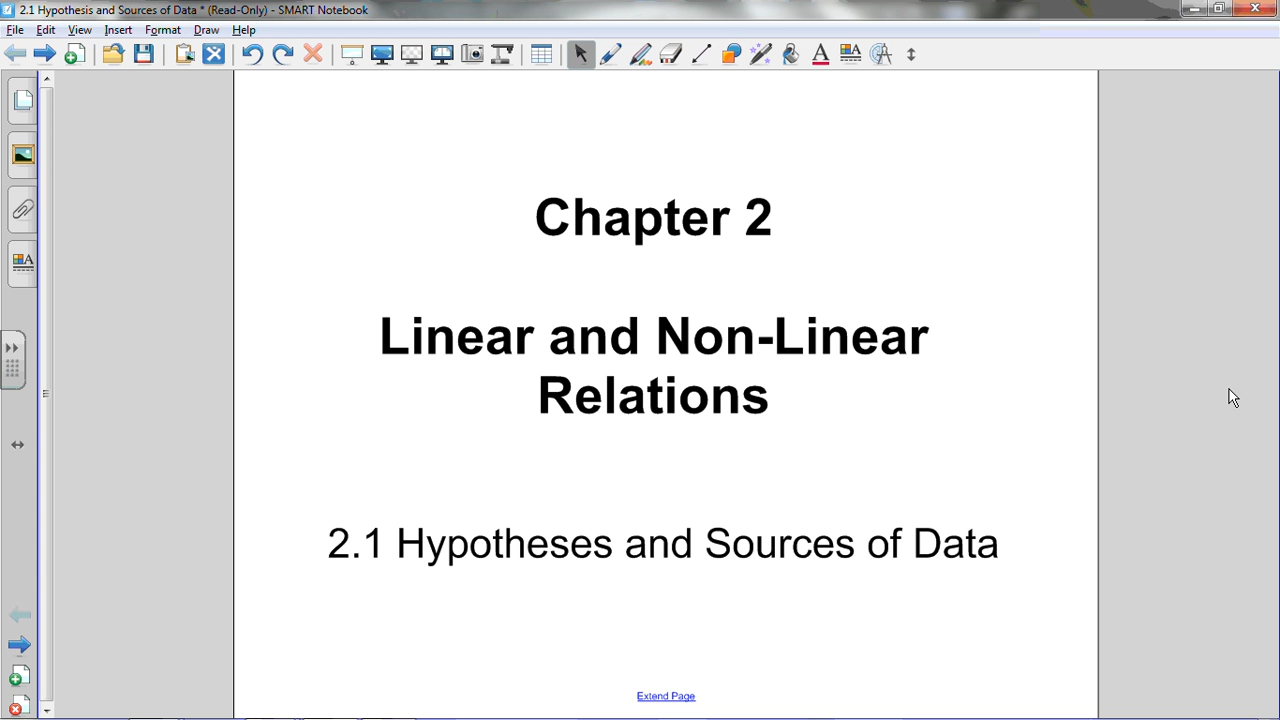 2.1 Hypothesis and Sources of Data * (Read-Only) - SMART Notebook
File Edit View Insert Format Draw Help
Chapter 2
Linear and Non-Linear
Relations
2.1 Hypotheses and Sources of Data
Extend Page